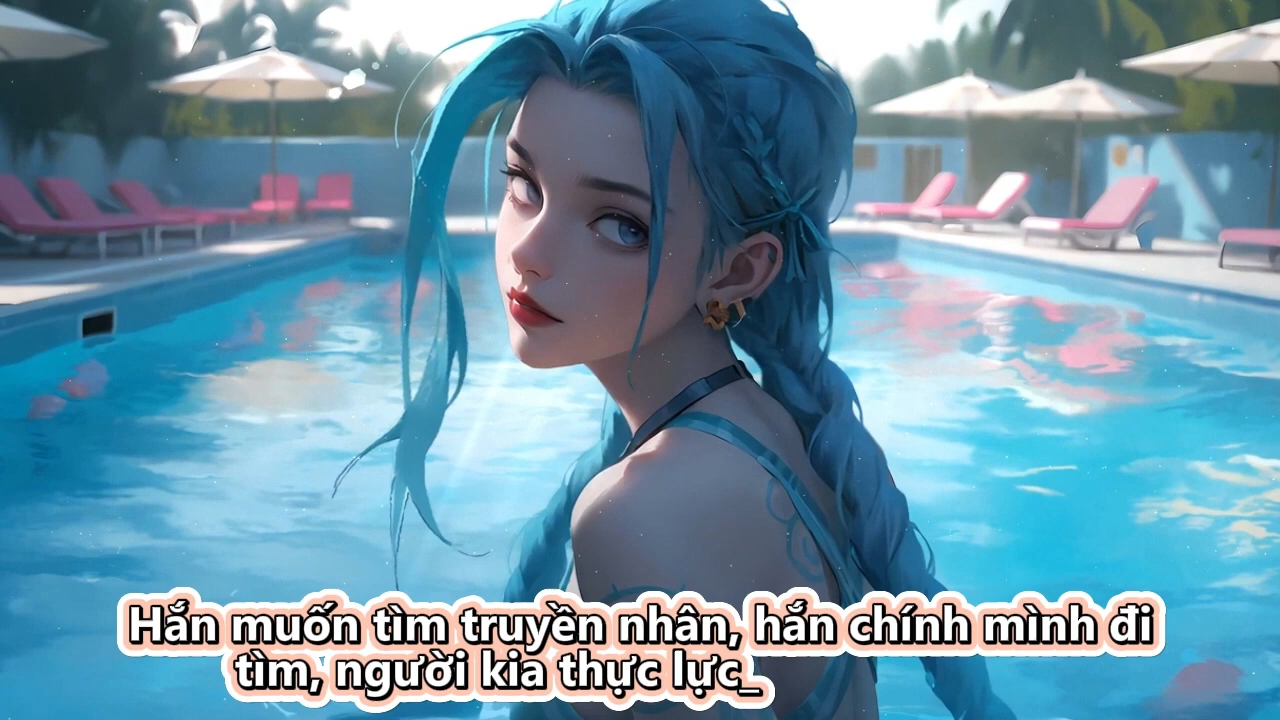 Hắn muốn tìm truyền nhân, hắn chính mình đi
tìm, người kia thực lực_